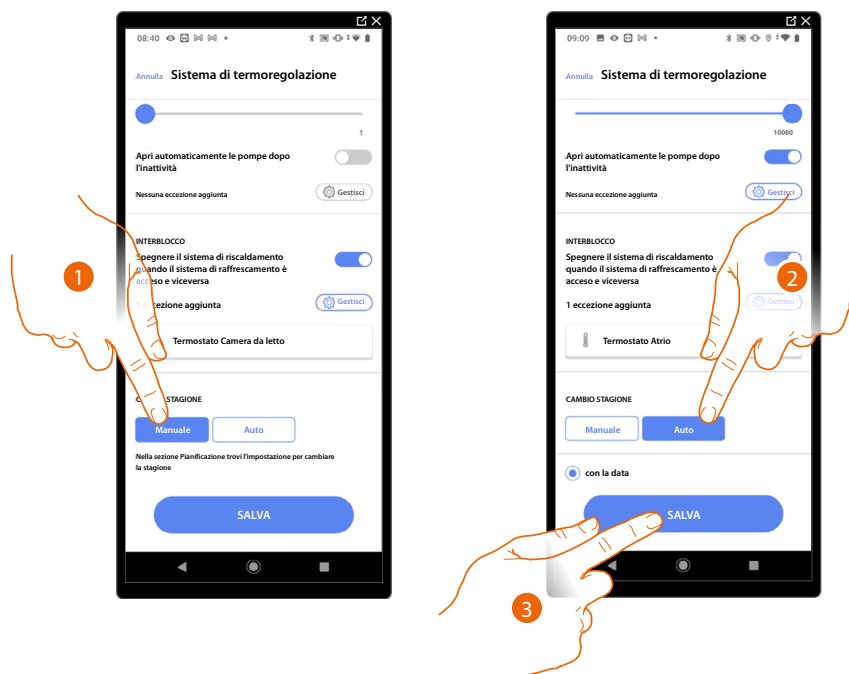 08:40
Annulla Sistema di termoregolazione
1
Apri automaticamente le pompe dopo
l'inattività
Nessuna eccezione aggiunta Gestisci
INTERBLOCCO
Spegnere il sistema di riscaldamento
quando il sistema di raffrescamento è
acceso e viceversa
1 eccezione aggiunta Gestisci
Termostato Camera da letto
STAGIONE
Manuale Auto
Nella sezione Pianificazione trovi l'impostazione per cambiare
la stagione
SALVA
1
09:09
Annulla Sistema di termoregolazione
10080
Apri automaticamente le pompe dopo
l'inattività
Nessuna eccezione aggiunta Gestisci
INTERBLOCCO
Spegnere il sistema di riscaldamento
quando il sistema di raffrescamento è
acceso e viceversa
1 eccezione aggiunta Gestisci
Termostato Atrio
CAMBIO STAGIONE
Manuale Auto
con la data
SALVA
2
3